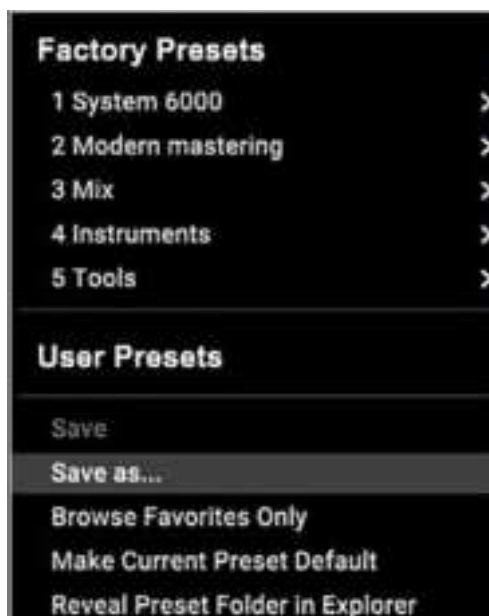 Factory Presets
1 System 6000
2 Modern mastering
3 Mix
4 Instruments
5 Tools
User Presets
Save
Save as...
Browse Favorites Only
Make Current Preset Default
Reveal Preset Folder in Explorer